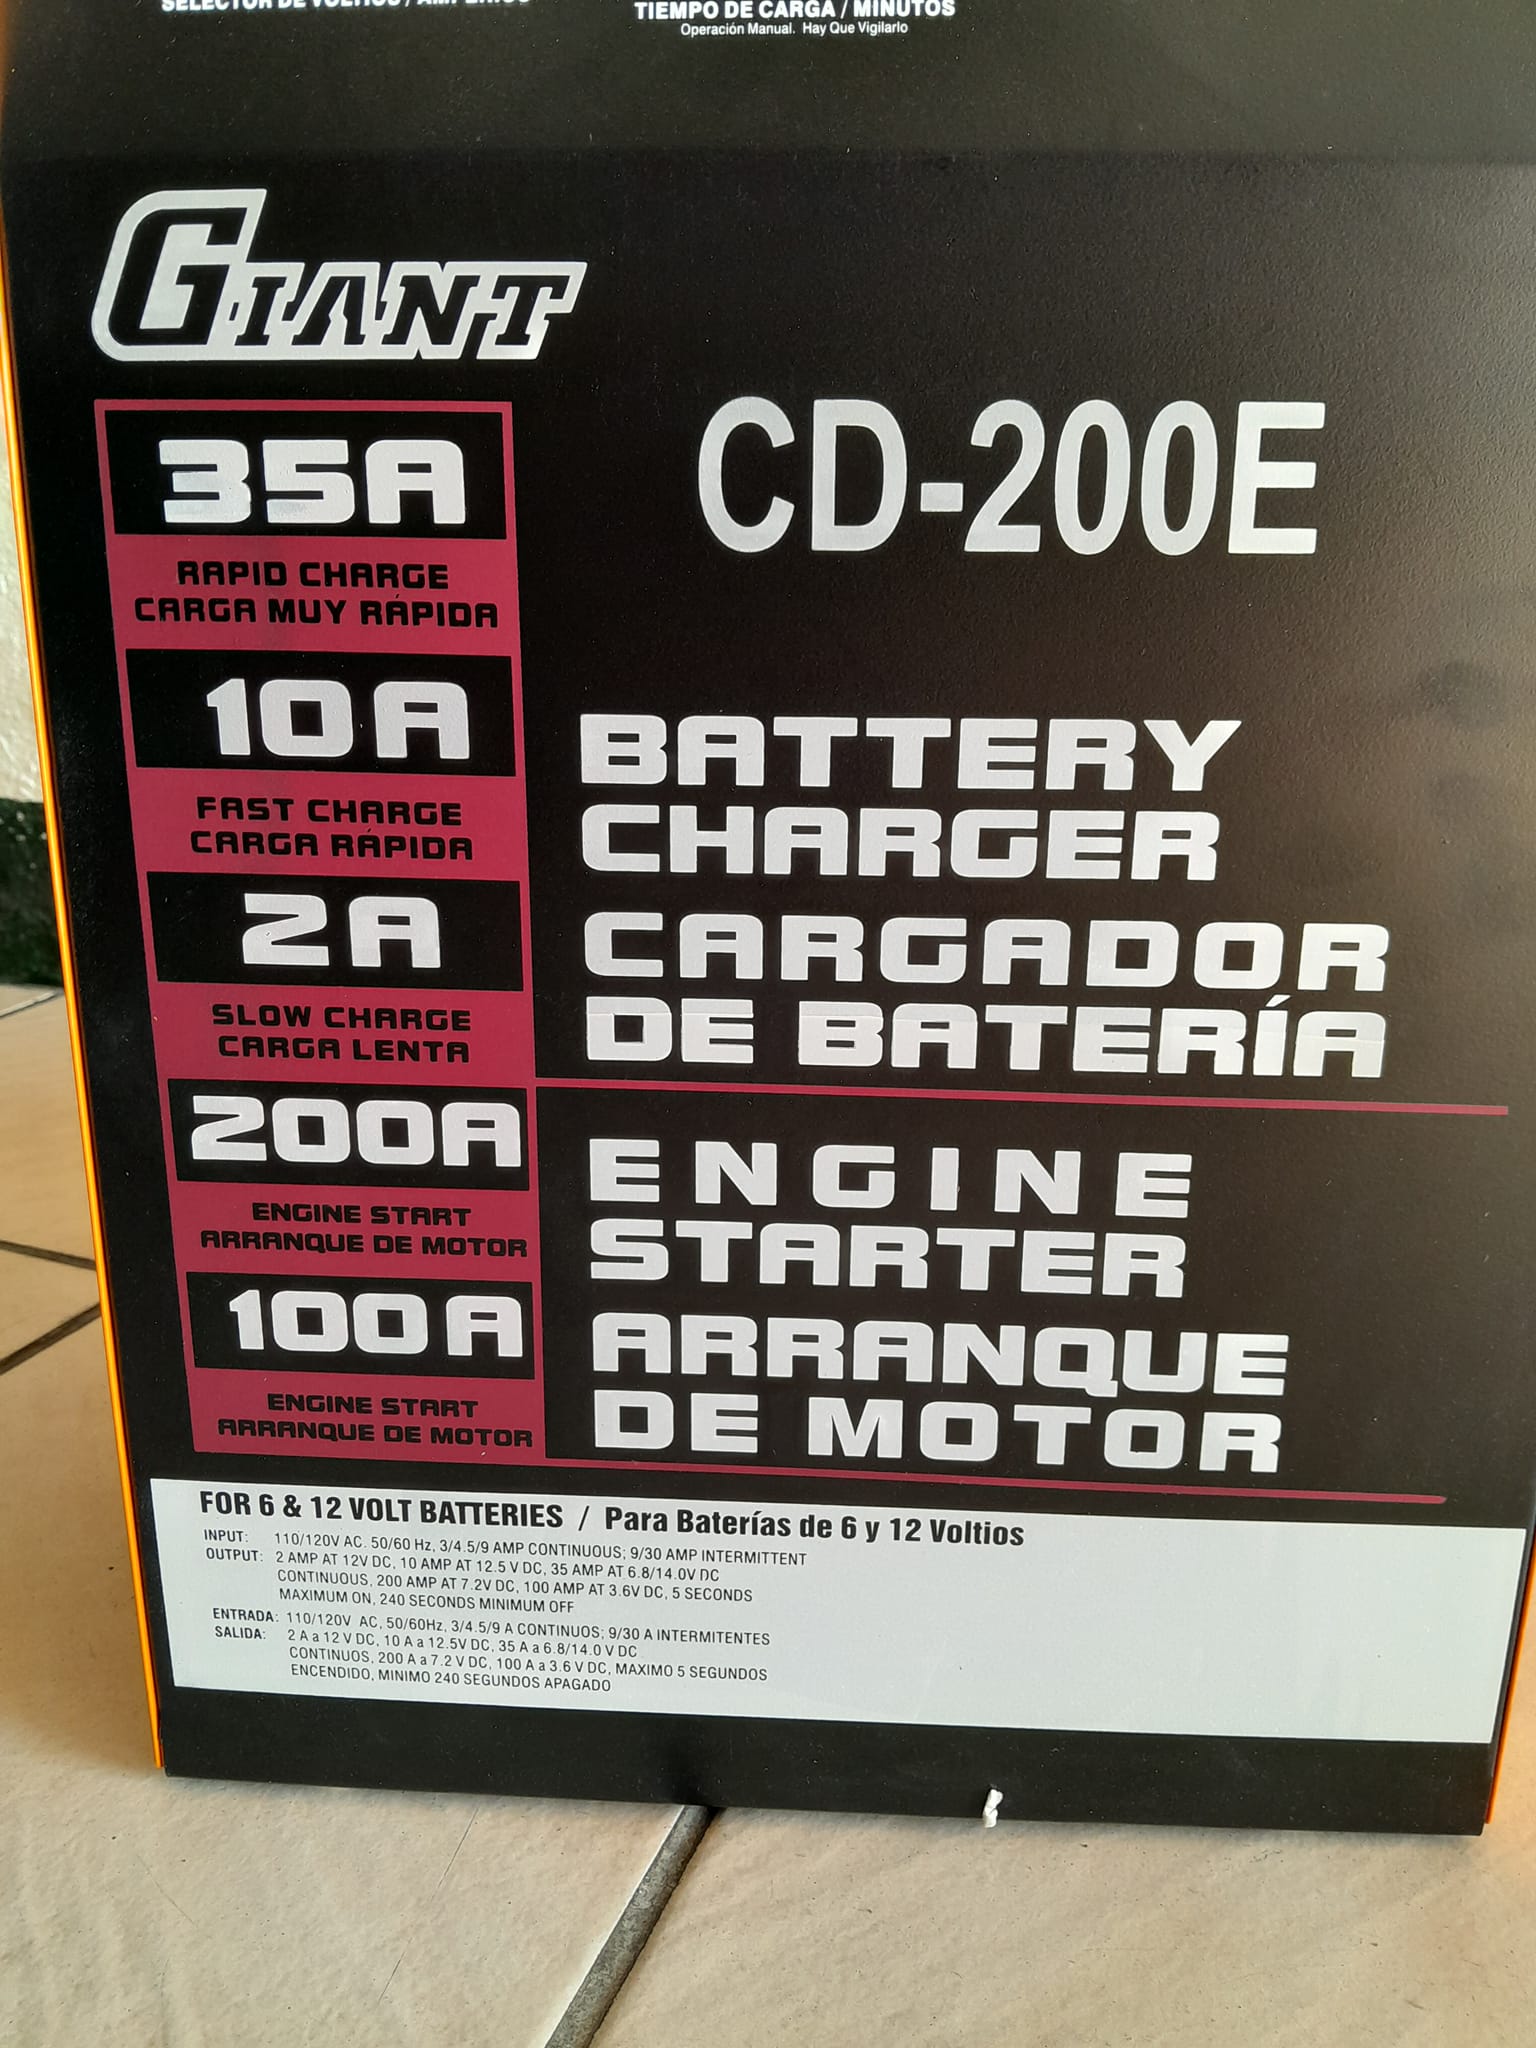 SELECTOR DE VOLTIOS / AMPERIOS
TIEMPO DE CARGA / MINUTOS
Operación Manual. Hay Que Vigilarlo
GIANT
CD-200E
35A
RAPID CHARGE
CARGA MUY RÁPIDA
10A
FAST CHARGE
CARGA RÁPIDA
2A
SLOW CHARGE
CARGA LENTA
BATTERY
CHARGER
CARGADOR
DE BATERÍA
200A
ENGINE START
ARRANQUE DE MOTOR
100A
ENGINE START
ARRANQUE DE MOTOR
ENGINE
STARTER
ARRANQUE
DE MOTOR
FOR 6 & 12 VOLT BATTERIES / Para Baterías de 6 y 12 Voltios
INPUT: 110/120V AC. 50/60 Hz, 3/4.5/9 AMP CONTINUOUS; 9/30 AMP INTERMITTENT
OUTPUT: 2 AMP AT 12V DC, 10 AMP AT 12.5 V DC, 35 AMP AT 6.8/14.0V DC
CONTINUOUS, 200 AMP AT 7.2V DC, 100 AMP AT 3.6V DC, 5 SECONDS
MAXIMUM ON, 240 SECONDS MINIMUM OFF
ENTRADA: 110/120V AC, 50/60Hz, 3/4.5/9 A CONTINUOS; 9/30 A INTERMITENTES
SALIDA: 2 A a 12 V DC, 10 A a 12.5V DC, 35 A a 6.8/14.0 V DC
CONTINUOS, 200 A a 7.2 V DC, 100 A a 3.6 V DC, MAXIMO 5 SEGUNDOS
ENCENDIDO, MINIMO 240 SEGUNDOS APAGADO